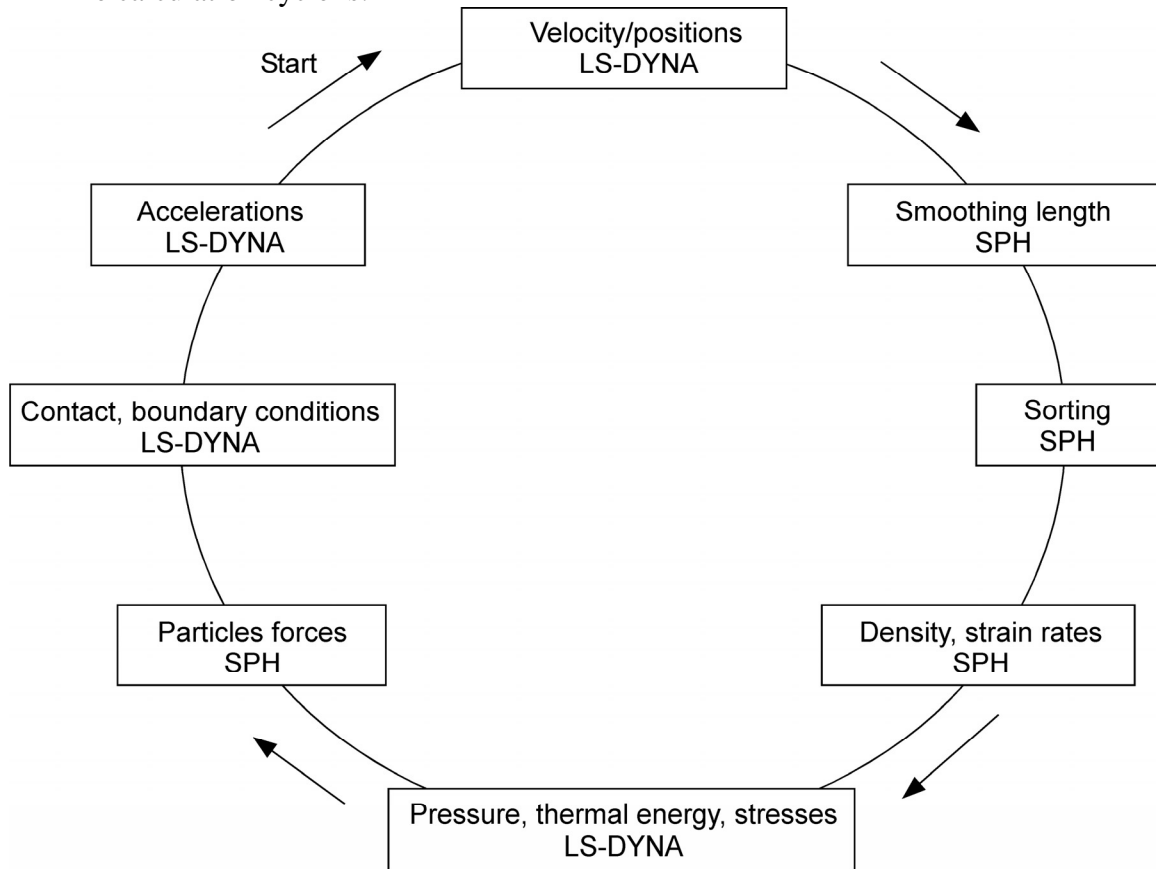 Start
Velocity/positions
LS-DYNA
Smoothing length
SPH
Sorting
SPH
Density, strain rates
SPH
Pressure, thermal energy, stresses
LS-DYNA
Particles forces
SPH
Contact, boundary conditions
LS-DYNA
Accelerations
LS-DYNA